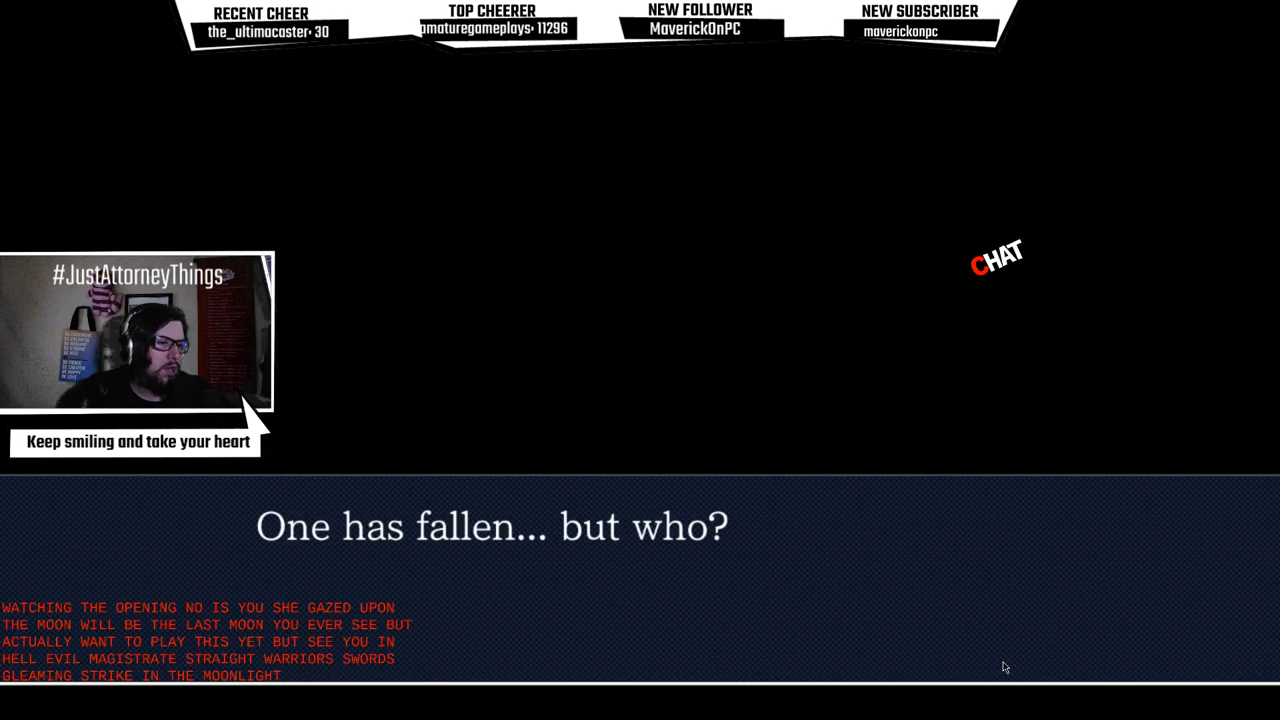 RECENT CHEER
the_ultimacaster• 30
TOP CHEERER
amaturegameplays• 11296
NEW FOLLOWER
MaverickOnPC
NEW SUBSCRIBER
maverickonpc
CHAT
#JustAttorneyThings
Keep smiling and take your heart
One has fallen... but who?
WATCHING THE OPENING NO IS YOU SHE GAZED UPON
THE MOON WILL BE THE LAST MOON YOU EVER SEE BUT
ACTUALLY WANT TO PLAY THIS YET BUT SEE YOU IN
HELL EVIL MAGISTRATE STRAIGHT WARRIORS SWORDS
GLEAMING STRIKE IN THE MOONLIGHT